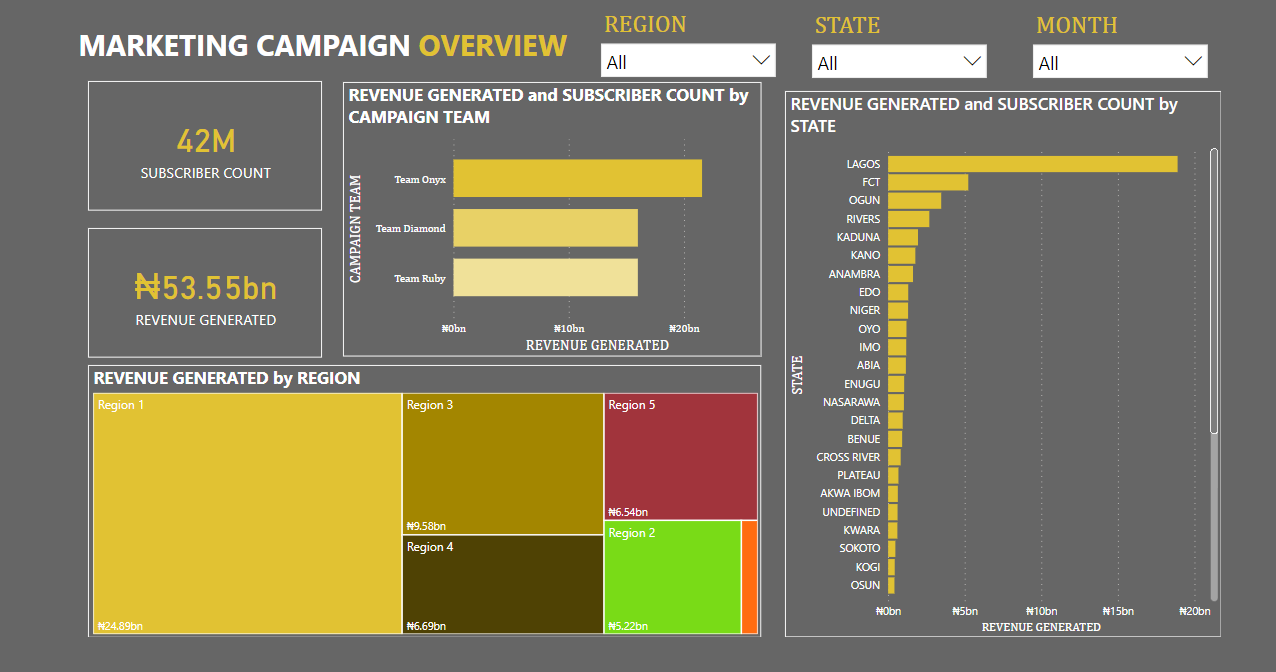 MARKETING CAMPAIGN OVERVIEW
REGION
All
STATE
All
MONTH
All
42M
SUBSCRIBER COUNT
₦53.55bn
REVENUE GENERATED
REVENUE GENERATED and SUBSCRIBER COUNT by
CAMPAIGN TEAM
CAMPAIGN TEAM
Team Onyx
Team Diamond
Team Ruby
₦0bn
₦10bn
₦20bn
REVENUE GENERATED
REVENUE GENERATED by REGION
Region 1
₦24.89bn
Region 3
₦9.58bn
Region 4
₦6.69bn
Region 5
₦6.54bn
Region 2
₦5.22bn
REVENUE GENERATED and SUBSCRIBER COUNT by
STATE
STATE
LAGOS
FCT
OGUN
RIVERS
KADUNA
KANO
ANAMBRA
EDO
NIGER
OYO
IMO
ABIA
ENUGU
NASARAWA
DELTA
BENUE
CROSS RIVER
PLATEAU
AKWA IBOM
UNDEFINED
KWARA
SOKOTO
KOGI
OSUN
₦0bn
₦5bn
₦10bn
₦15bn
₦20bn
REVENUE GENERATED